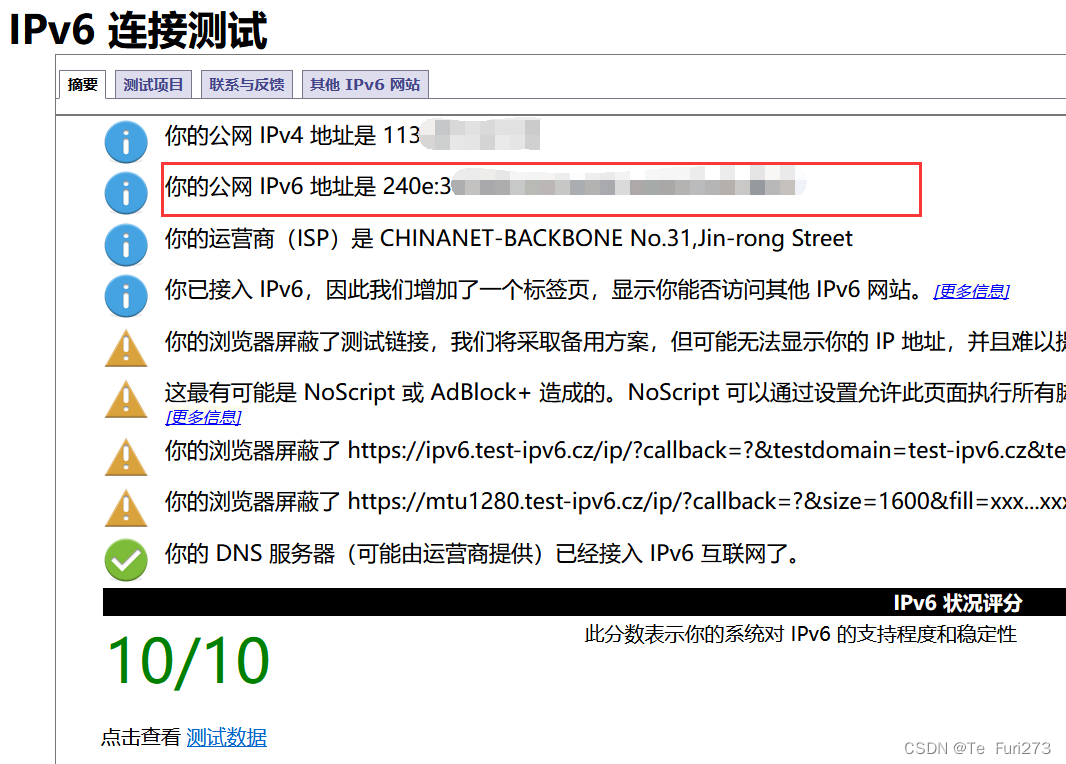 IPv6 连接测试
摘要 测试项目 联系与反馈 其他 IPv6 网站
你的公网 IPv4 地址是 113
你的公网 IPv6 地址是 240e:3
你的运营商（ISP）是 CHINANET-BACKBONE No.31,Jin-rong Street
你已接入 IPv6，因此我们增加了一个标签页，显示你能否访问其他 IPv6 网站。 [更多信息]
你的浏览器屏蔽了测试链接，我们将采取备用方案，但可能无法显示你的 IP 地址，并且难以
这最有可能是 NoScript 或 AdBlock+ 造成的。NoScript 可以通过设置允许此页面执行所有
[更多信息]
你的浏览器屏蔽了 https://ipv6.test-ipv6.cz/ip/?callback=?&testdomain=test-ipv6.cz&te
你的浏览器屏蔽了 https://mtu1280.test-ipv6.cz/ip/?callback=?&size=1600&fill=xxx...xx
你的 DNS 服务器（可能由运营商提供）已经接入 IPv6 互联网了。
IPv6 状况评分
此分数表示你的系统对 IPv6 的支持程度和稳定性
10/10
点击查看 测试数据
CSDN @Te_Furi273